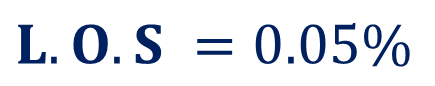 L. O. S = 0.05%